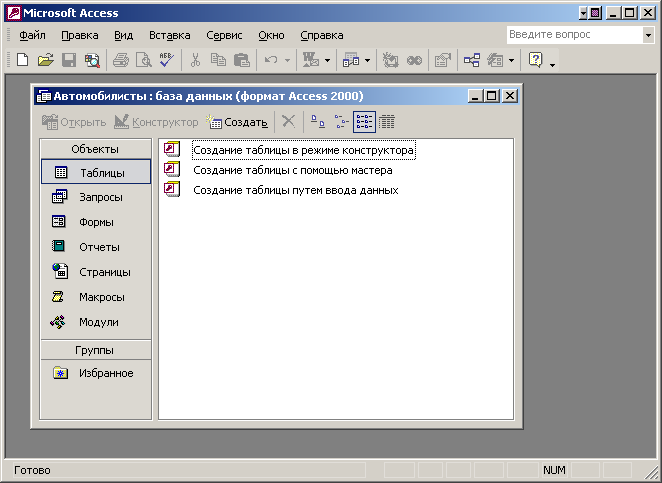 Microsoft Access
Файл Правка Вид Вставка Сервис Окно Справка
Введите вопрос
Автомобилисты : база данных (формат Access 2000)
Открыть Конструктор Создать
Объекты
Таблицы
Запросы
Формы
Отчеты
Страницы
Макросы
Модули
Группы
Избранное
Создание таблицы в режиме конструктора
Создание таблицы с помощью мастера
Создание таблицы путем ввода данных
Готово
NUM